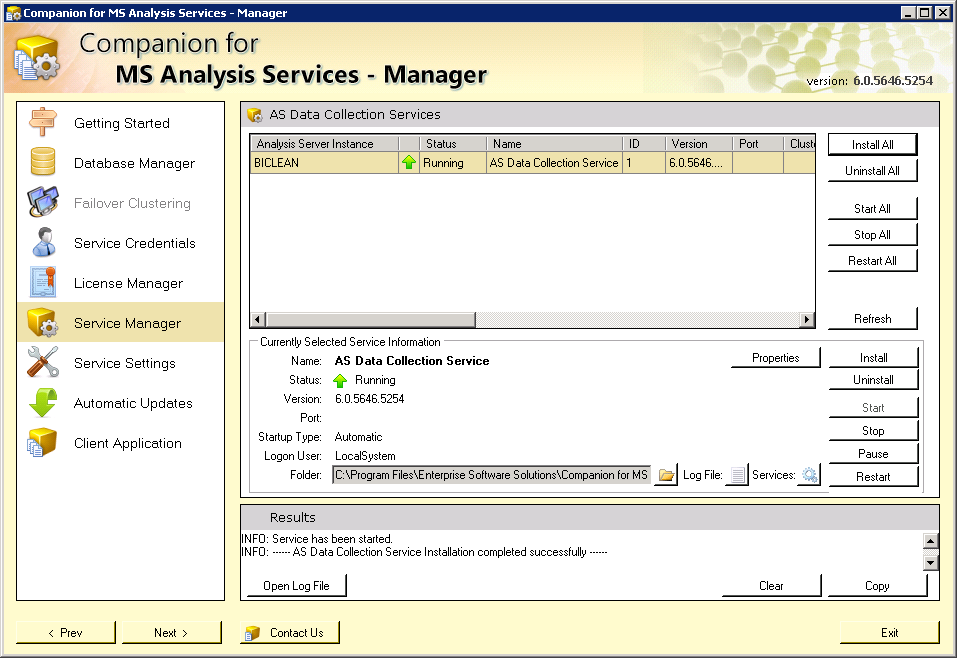 Companion for MS Analysis Services - Manager
Companion for
MS Analysis Services - Manager
version: 6.0.5646.5254
Getting Started
Database Manager
Failover Clustering
Service Credentials
License Manager
Service Manager
Service Settings
Automatic Updates
Client Application
AS Data Collection Services
Analysis Server Instance Status Name ID Version Port Cluste
BICLEAN Running AS Data Collection Service 1 6.0.5646....
Install All
Uninstall All
Start All
Stop All
Restart All
Refresh
Currently Selected Service Information
Name: AS Data Collection Service
Status: Running
Version: 6.0.5646.5254
Port:
Startup Type: Automatic
Logon User: LocalSystem
Folder: C:\Program Files\Enterprise Software Solutions\Companion for MS Log File: Services:
Properties
Install
Uninstall
Start
Stop
Pause
Restart
Results
INFO: Service has been started.
INFO: ------ AS Data Collection Service Installation completed successfully ------
Open Log File Clear Copy
< Prev Next > Contact Us Exit